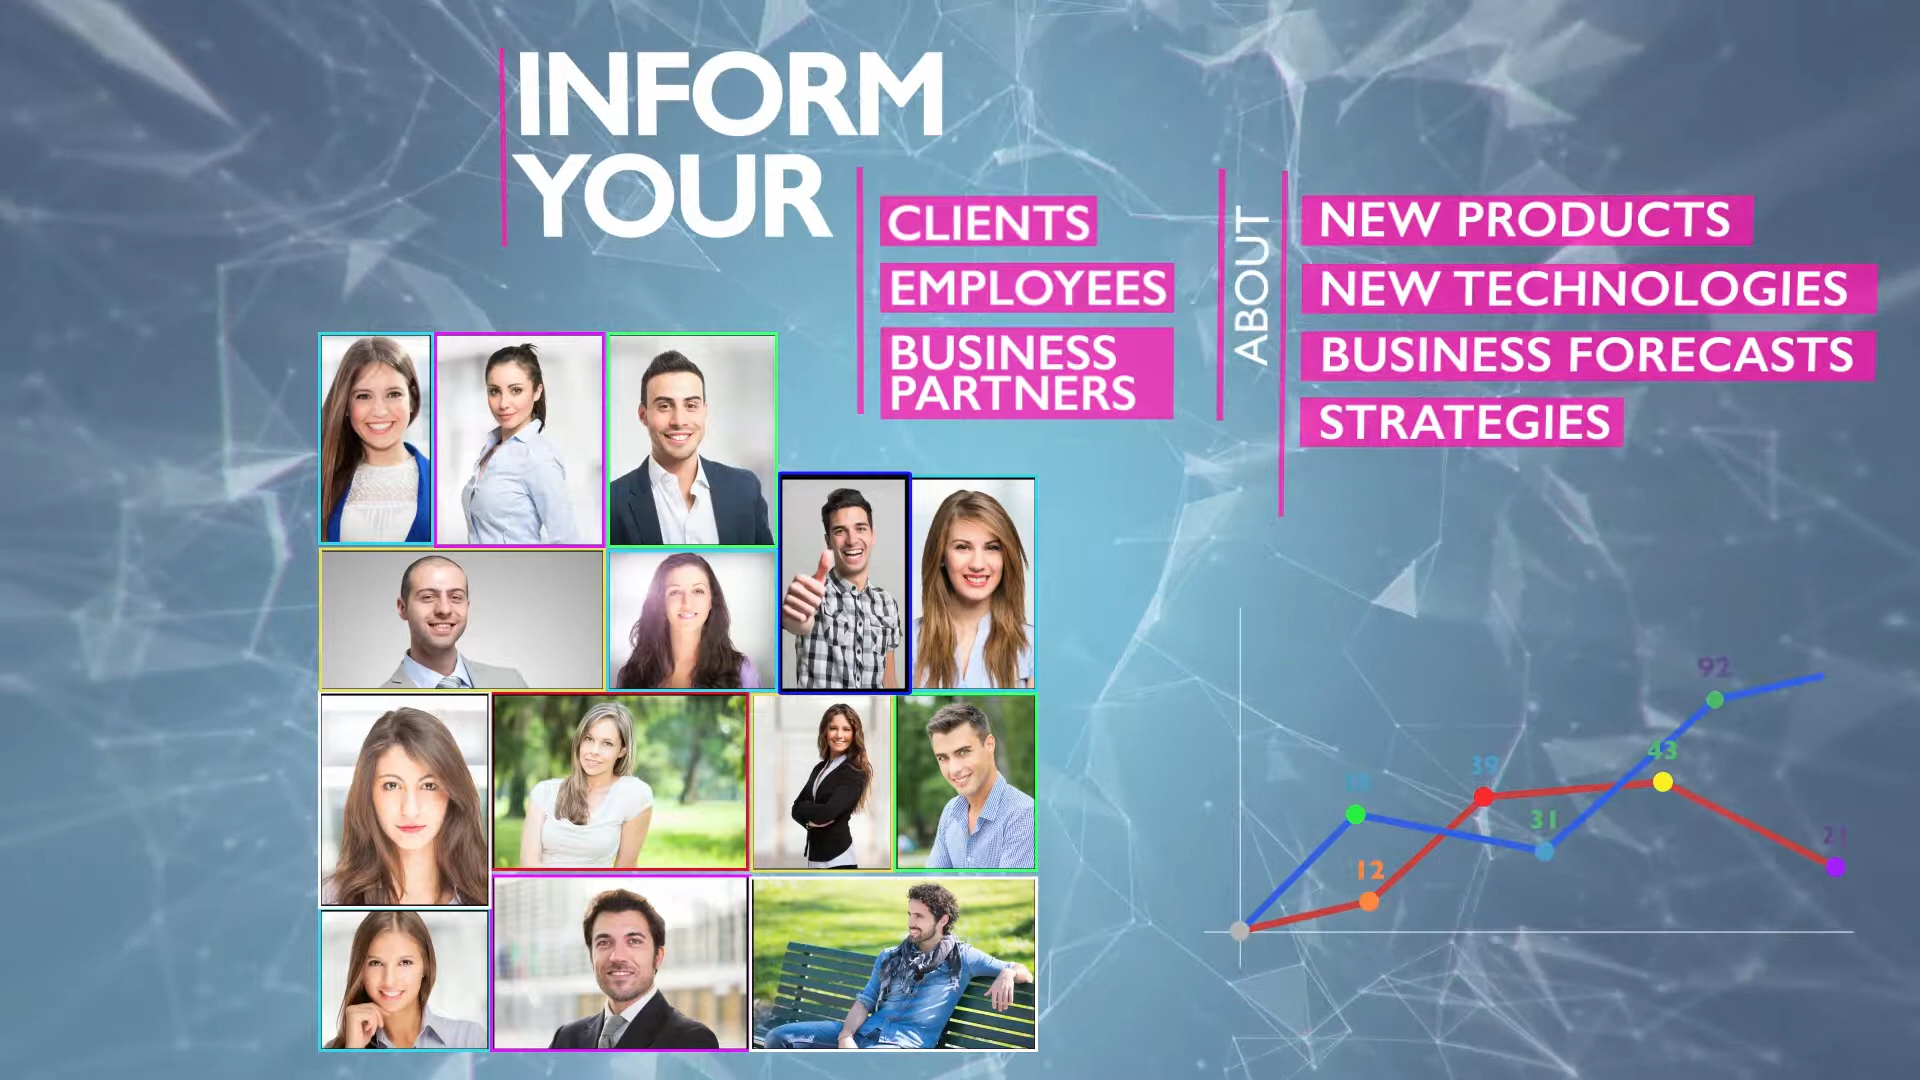 INFORM
YOUR
CLIENTS
EMPLOYEES
BUSINESS
PARTNERS
ABOUT
NEW PRODUCTS
NEW TECHNOLOGIES
BUSINESS FORECASTS
STRATEGIES
92
43
39
31
12